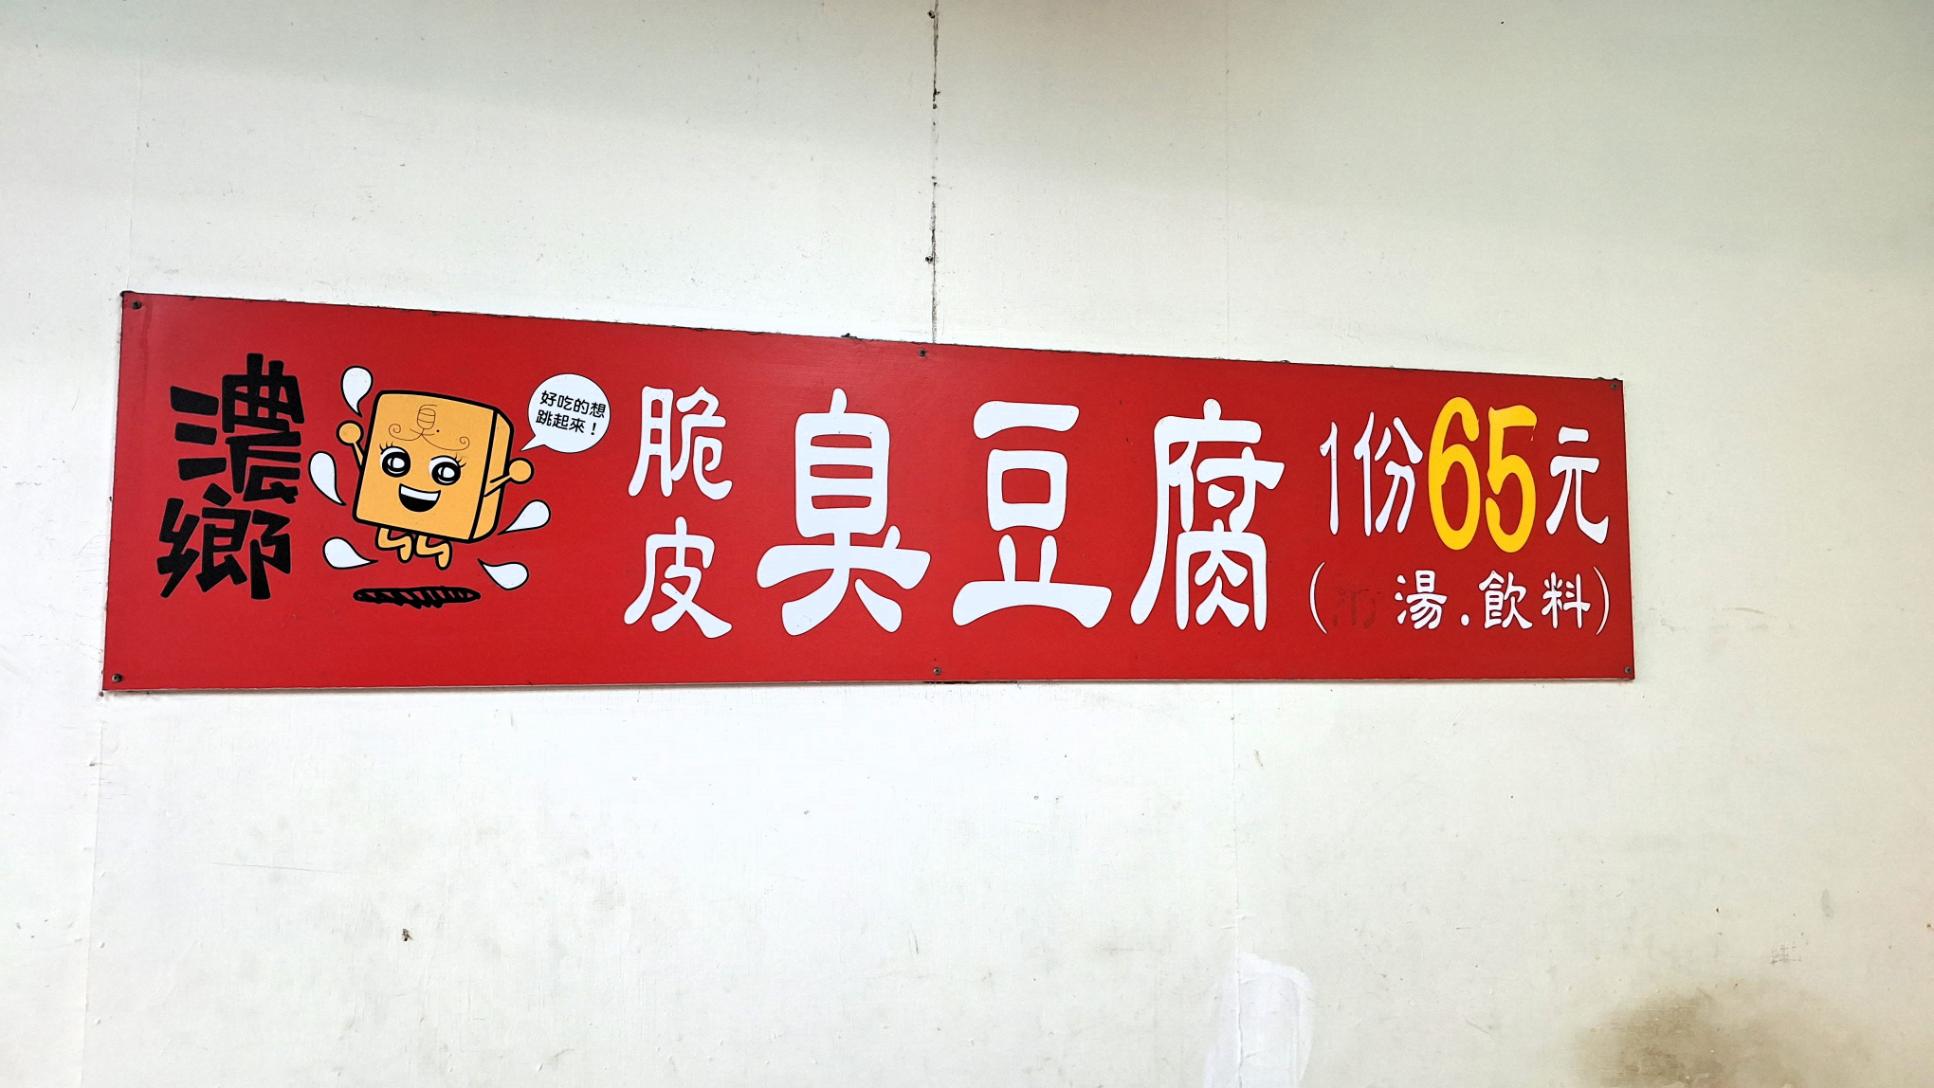 濃鄉
臭
好吃的想
跳起來！
脆皮
臭豆腐
1份65元
( 湯.飲料)